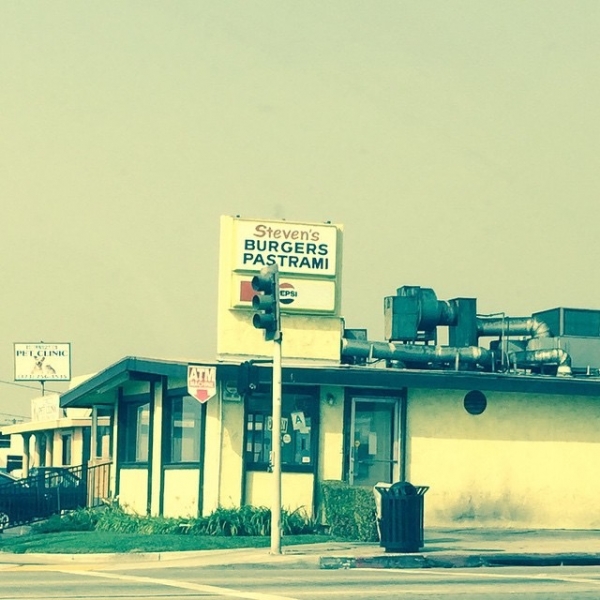 Steven's
BURGERS
PASTRAMI
PEPSI
PET CLINIC
ATM
A